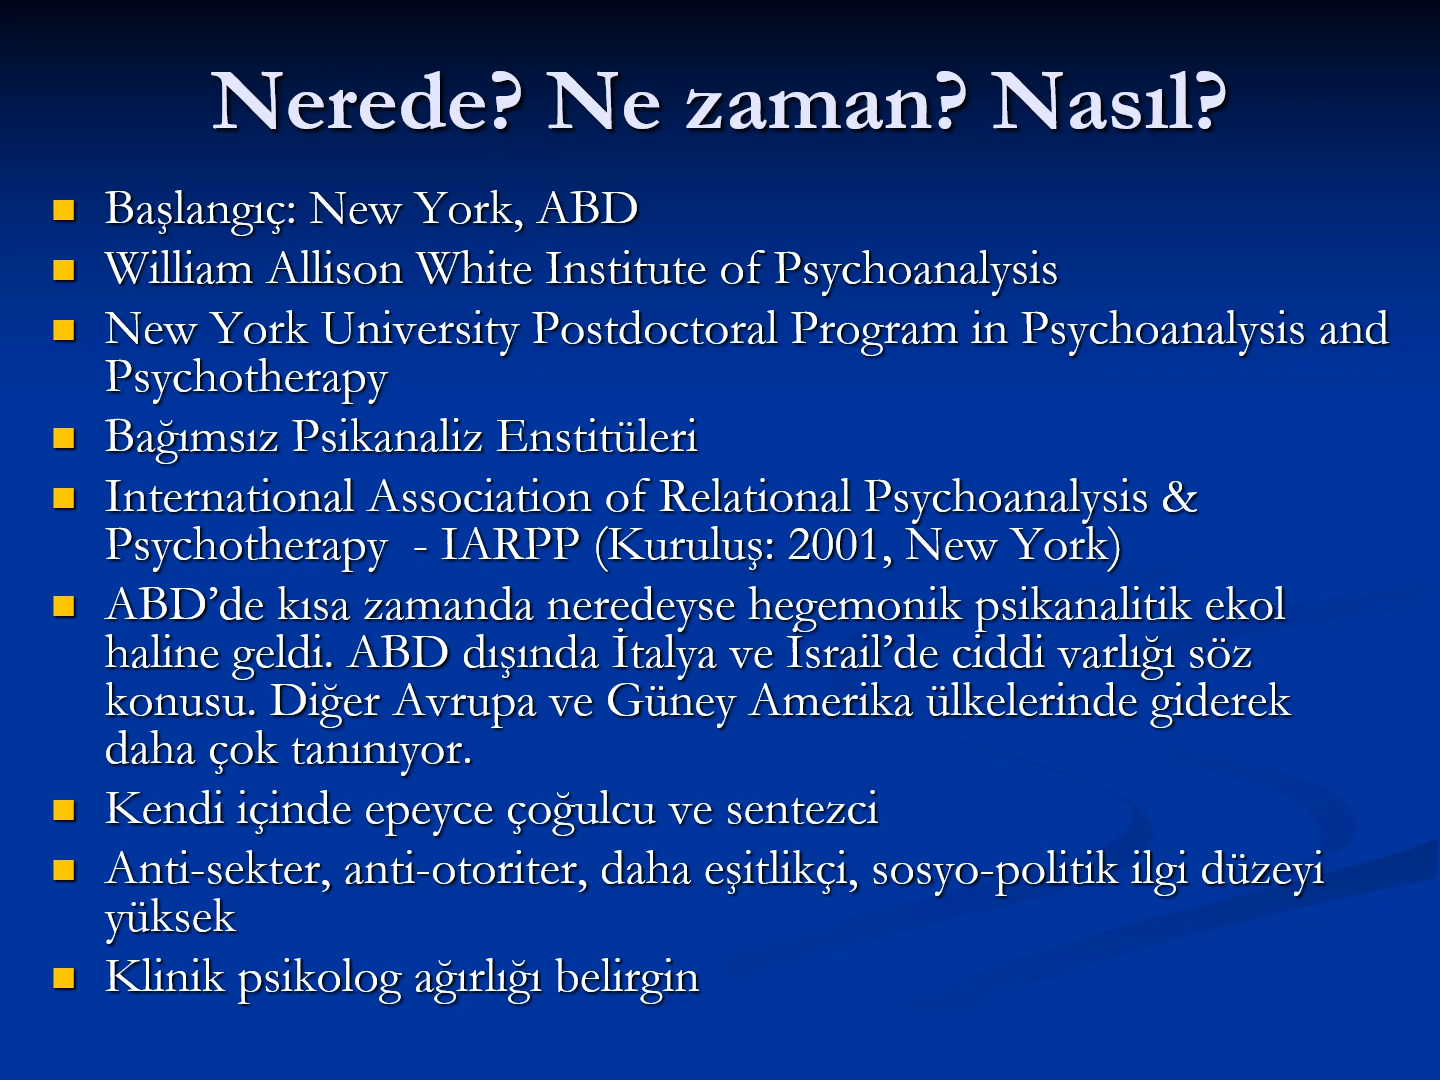 Nerede? Ne zaman? Nasıl?
Başlangıç: New York, ABD
William Allison White Institute of Psychoanalysis
New York University Postdoctoral Program in Psychoanalysis and
Psychotherapy
Bağımsız Psikanaliz Enstitüleri
International Association of Relational Psychoanalysis &
Psychotherapy - IARPP (Kuruluş: 2001, New York)
ABD’de kısa zamanda neredeyse hegemonik psikanalitik ekol
haline geldi. ABD dışında İtalya ve İsrail’de ciddi varlığı söz
konusu. Diğer Avrupa ve Güney Amerika ülkelerinde giderek
daha çok tanınıyor.
Kendi içinde epeyce çoğulcu ve sentezci
Anti-sekter, anti-otoriter, daha eşitlikçi, sosyo-politik ilgi düzeyi
yüksek
Klinik psikolog ağırlığı belirgin